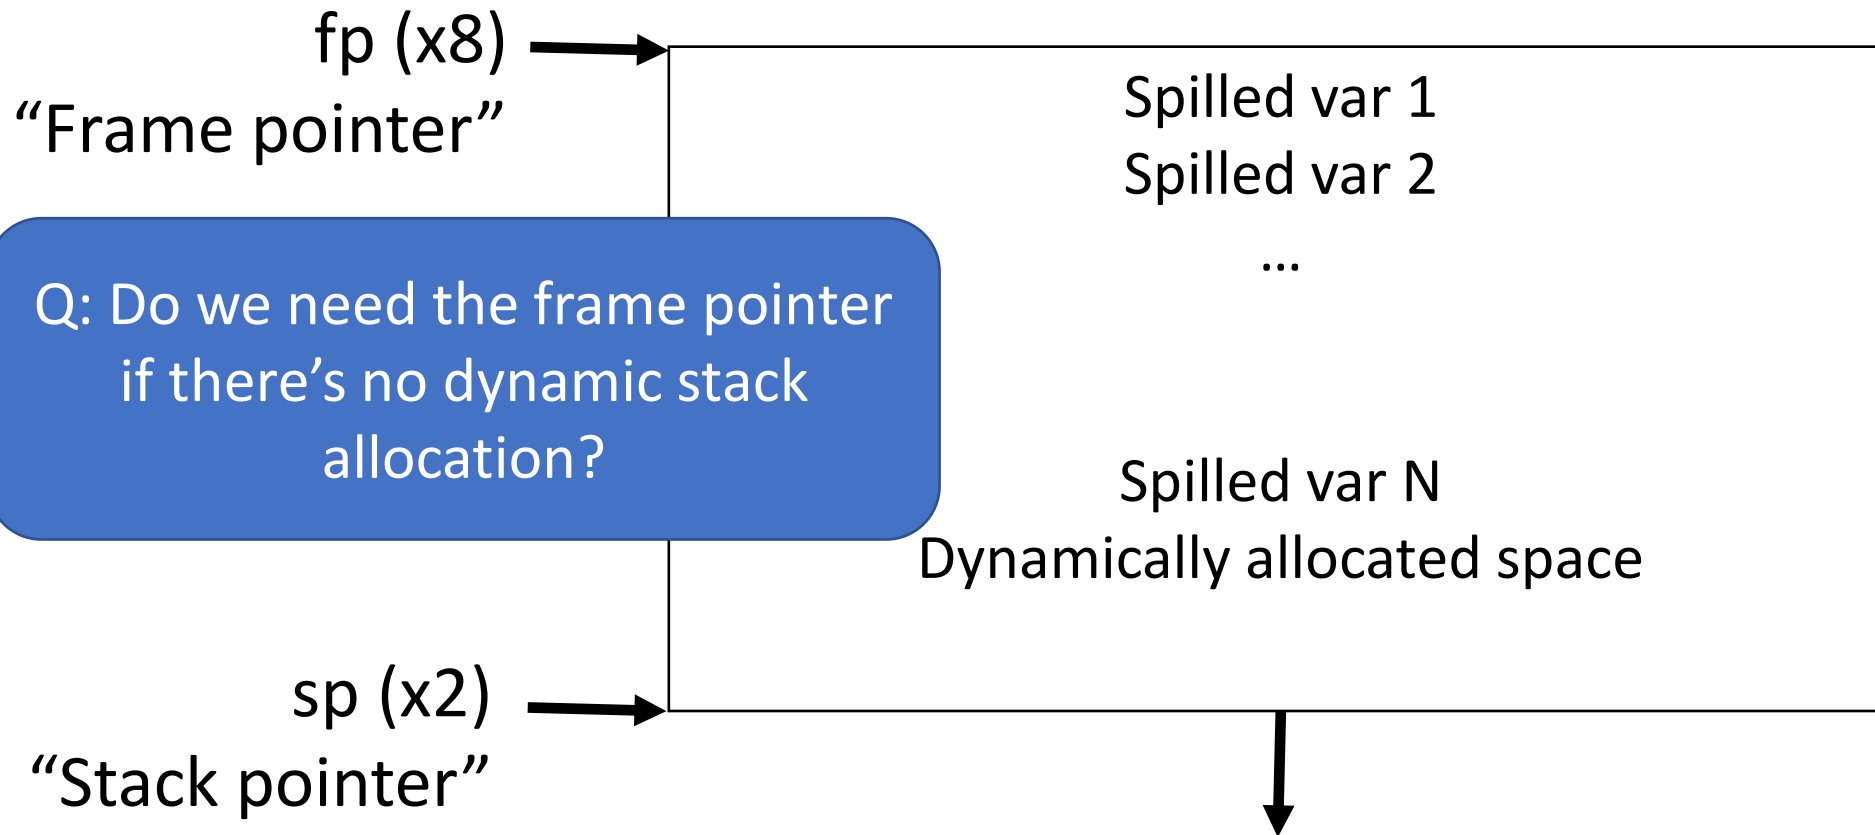 fp (x8)
“Frame pointer”
Spilled var 1
Spilled var 2
...
Q: Do we need the frame pointer
if there’s no dynamic stack
allocation?
Spilled var N
Dynamically allocated space
sp (x2)
“Stack pointer”